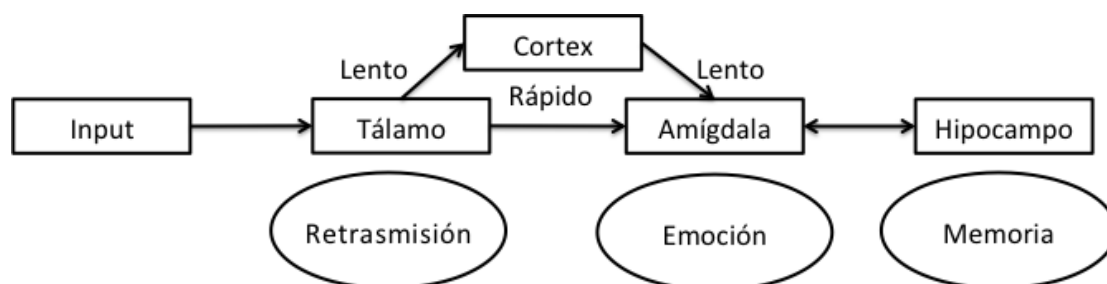 Cortex
Lento
Lento
Rápido
Input
Tálamo
Amígdala
Hipocampo
Retrasmisión
Emoción
Memoria